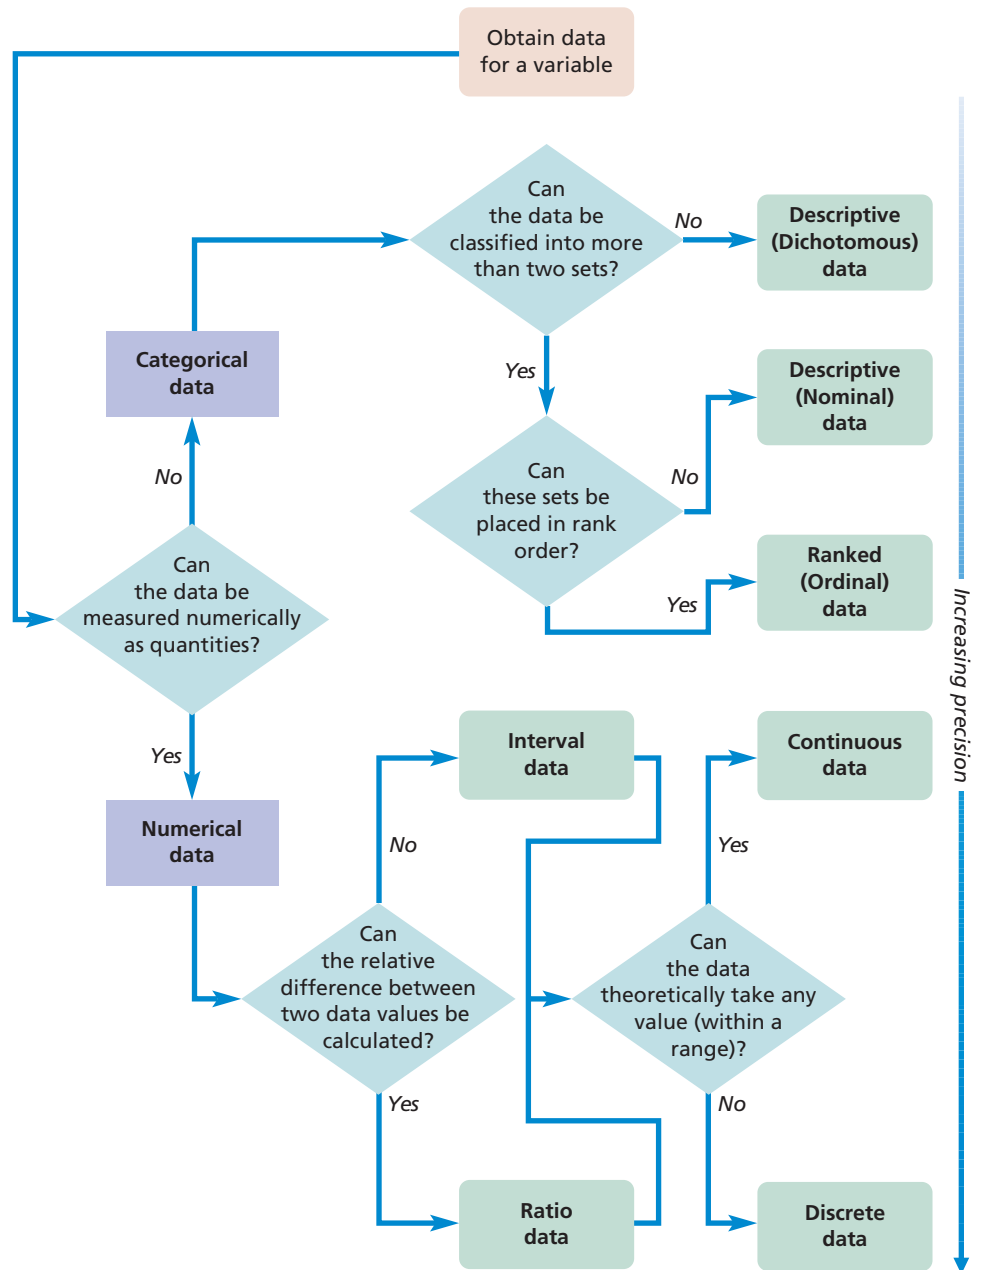 Obtain data
for a variable
Can
the data be
classified into more
than two sets?
No
Descriptive
(Dichotomous)
data
Yes
Categorical
data
Descriptive
(Nominal)
data
No
Can
these sets be
placed in rank
order?
No
Ranked
(Ordinal)
data
Yes
Can
the data be
measured numerically
as quantities?
Increasing precision
Yes
Interval
data
Continuous
data
Numerical
data
No
Yes
Can
the relative
difference between
two data values be
calculated?
Can
the data
theoretically take any
value (within a
range)?
Yes
No
Ratio
data
Discrete
data